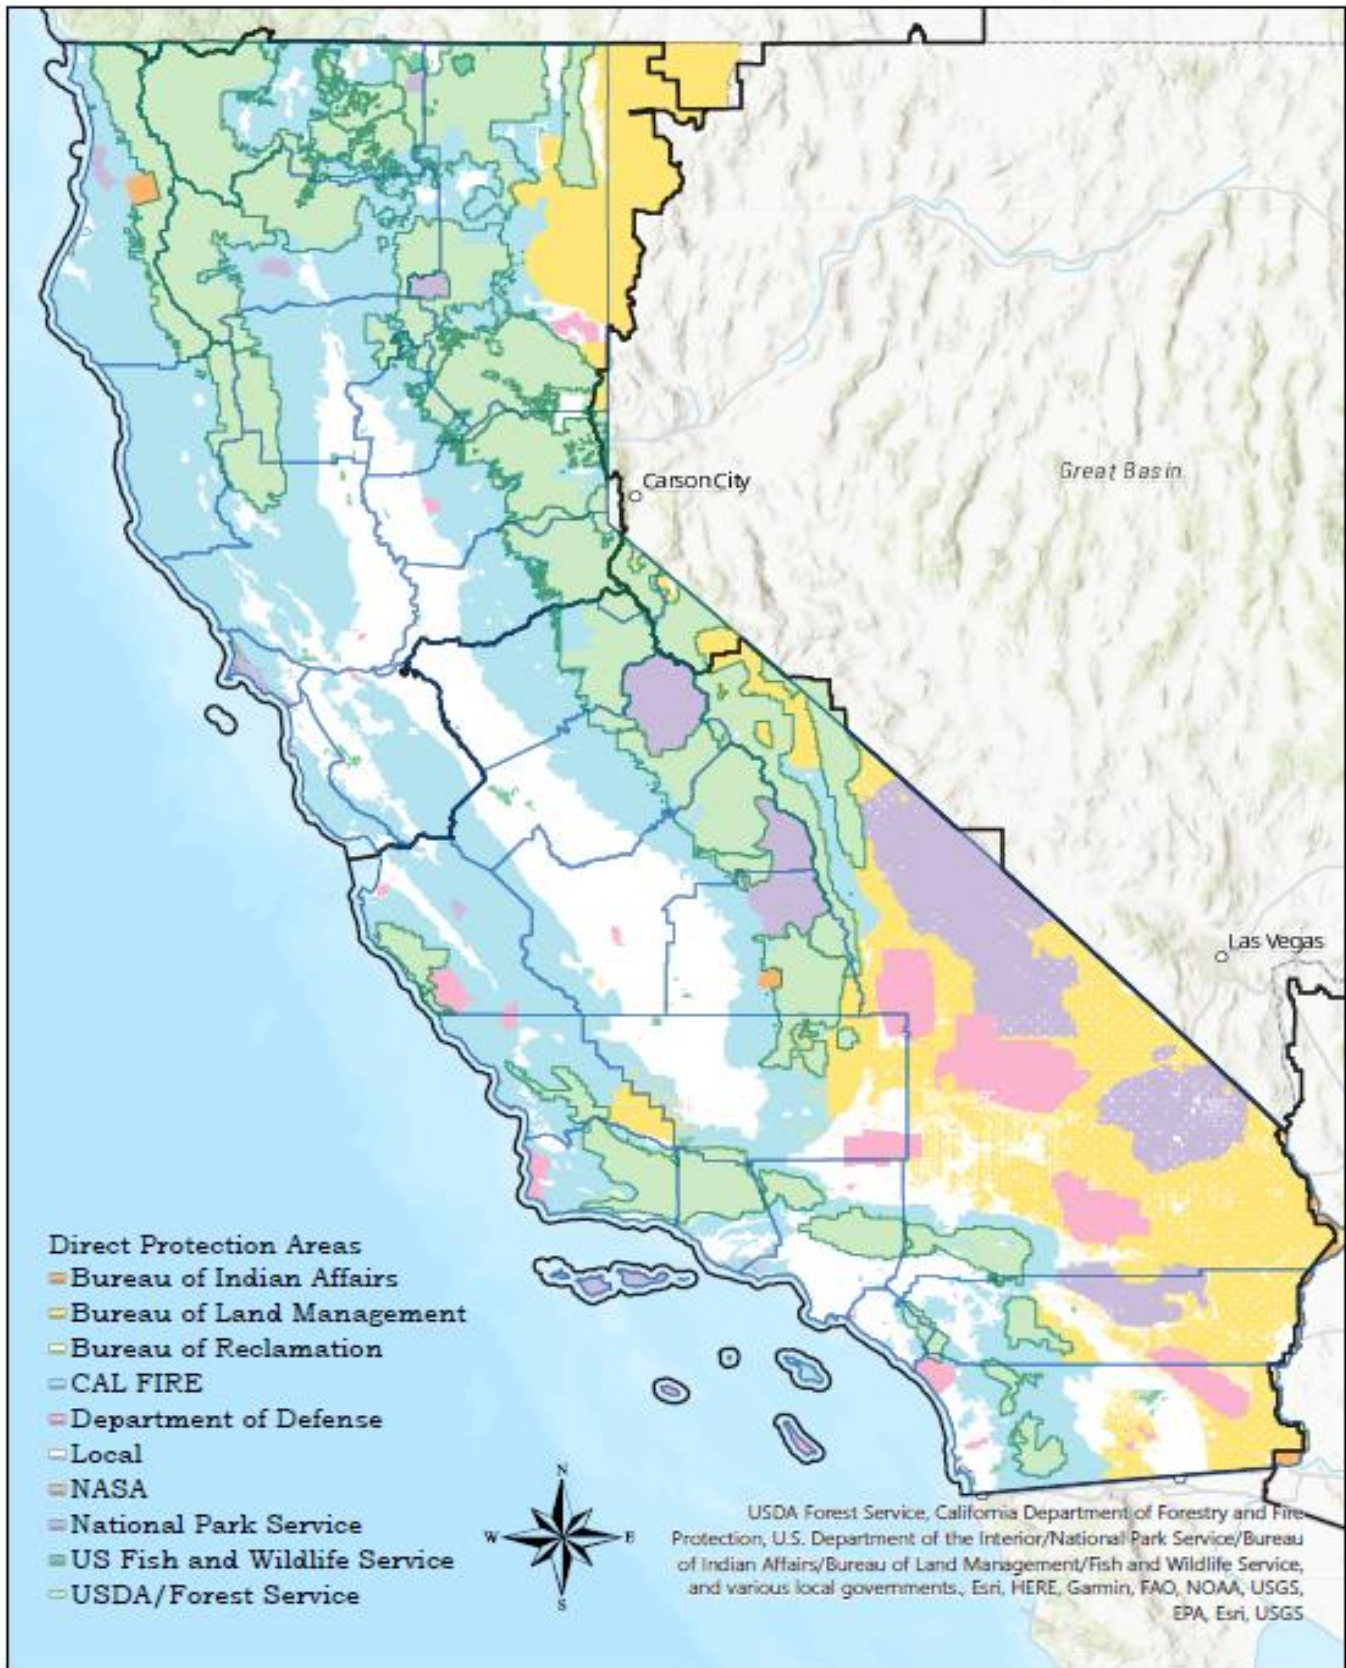 Carson City
Great Basin
Las Vegas
Direct Protection Areas
Bureau of Indian Affairs
Bureau of Land Management
Bureau of Reclamation
CAL FIRE
Department of Defense
Local
NASA
National Park Service
US Fish and Wildlife Service
USDA/Forest Service
N
W
E
S
USDA Forest Service, California Department of Forestry and Fire
Protection, U.S. Department of the Interior/National Park Service/Bureau
of Indian Affairs/Bureau of Land Management/Fish and Wildlife Service,
and various local governments., Esri, HERE, Garmin, FAO, NOAA, USGS,
EPA, Esri, USGS